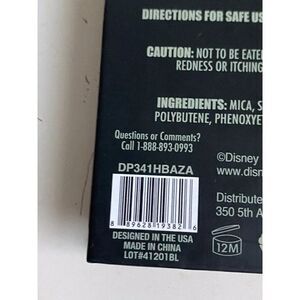 DIRECTIONS FOR SAFE US
CAUTION: NOT TO BE EATE
REDNESS OR ITCHING
INGREDIENTS: MICA, S
POLYBUTENE, PHENOXYE
Questions or Comments?
Call 1-888-893-0993
©Disney
www.disn
DP341HBAZA
Distribute
350 5th A
8 89628 19382 6
12M
DESIGNED IN THE USA
MADE IN CHINA
LOT#41201BL